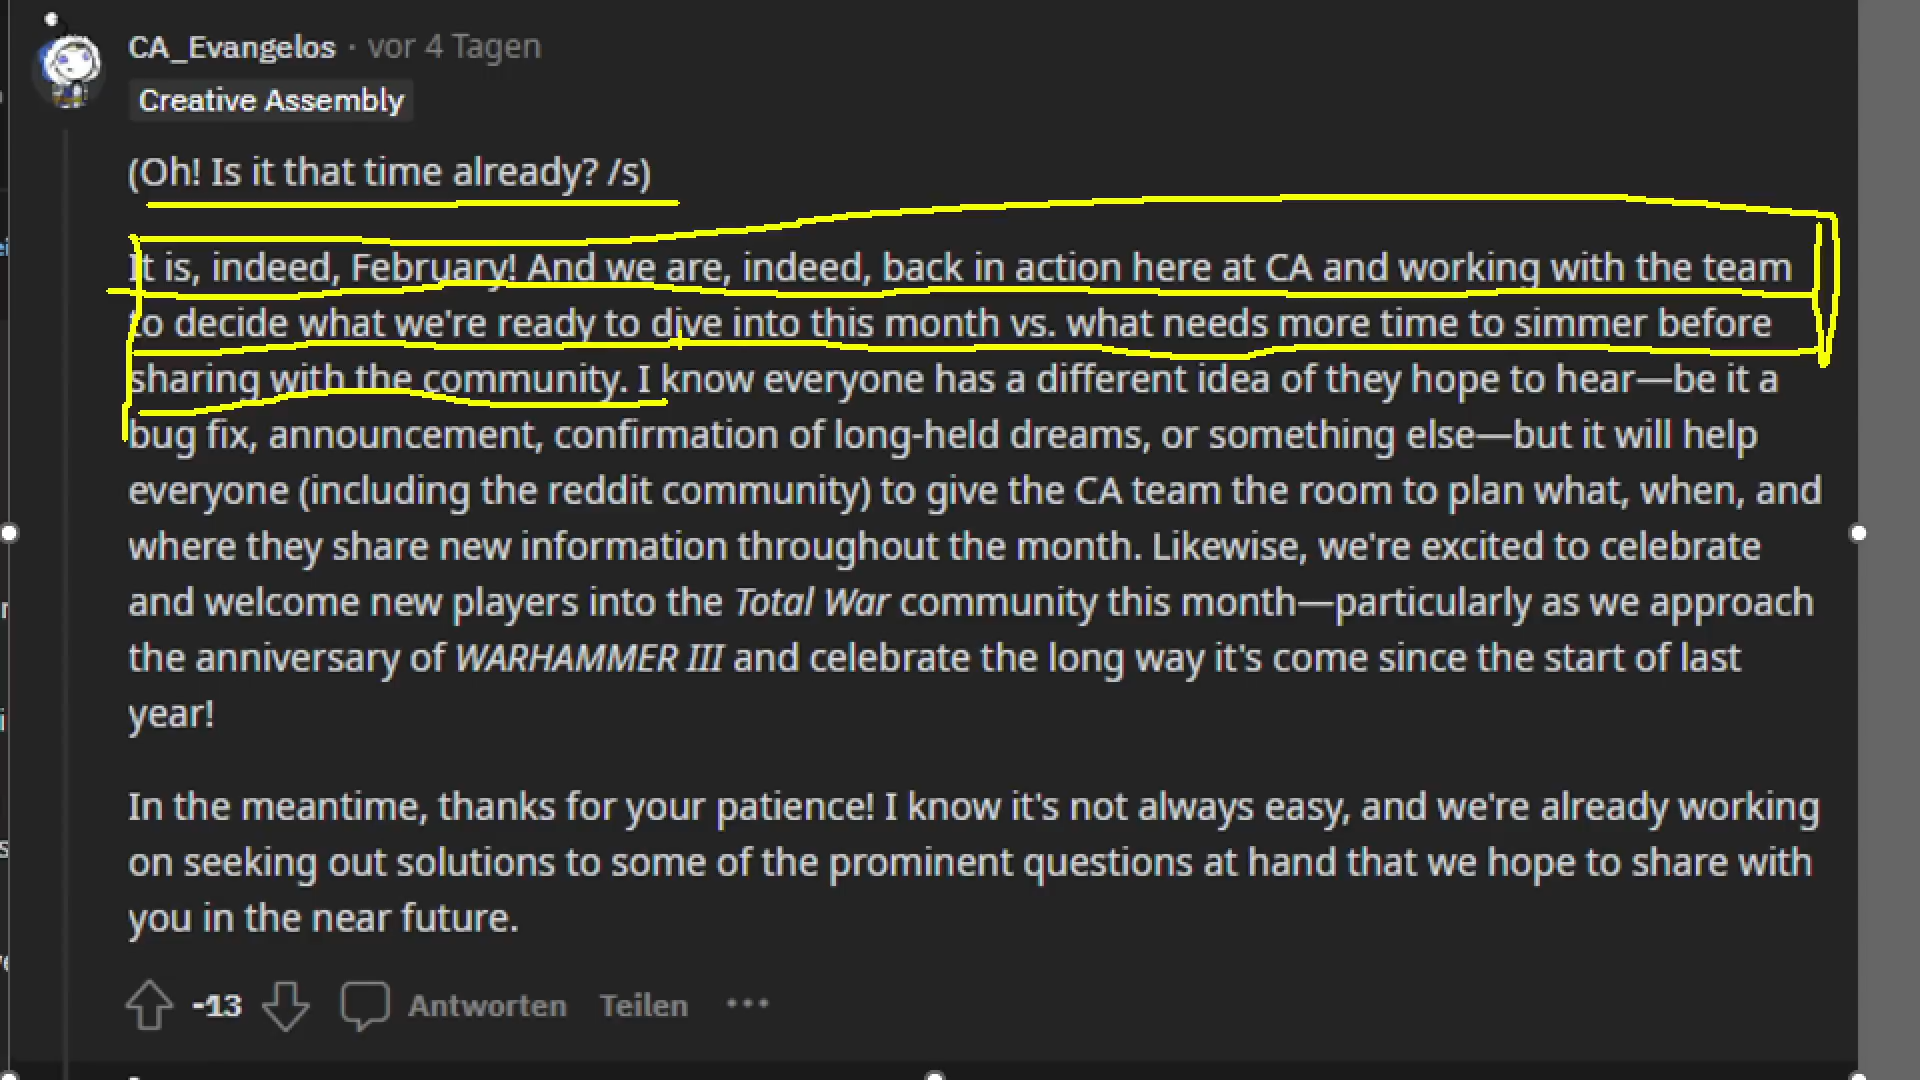 CA_Evangelos · vor 4 Tagen
Creative Assembly
(Oh! Is it that time already? /s)
It is, indeed, February! And we are, indeed, back in action here at CA and working with the team
to decide what we're ready to dive into this month vs. what needs more time to simmer before
sharing with the community. I know everyone has a different idea of they hope to hear—be it a
bug fix, announcement, confirmation of long-held dreams, or something else—but it will help
everyone (including the reddit community) to give the CA team the room to plan what, when, and
where they share new information throughout the month. Likewise, we're excited to celebrate
and welcome new players into the Total War community this month—particularly as we approach
the anniversary of WARHAMMER III and celebrate the long way it's come since the start of last
year!
In the meantime, thanks for your patience! I know it's not always easy, and we're already working
on seeking out solutions to some of the prominent questions at hand that we hope to share with
you in the near future.
-13 Antworten Teilen ···